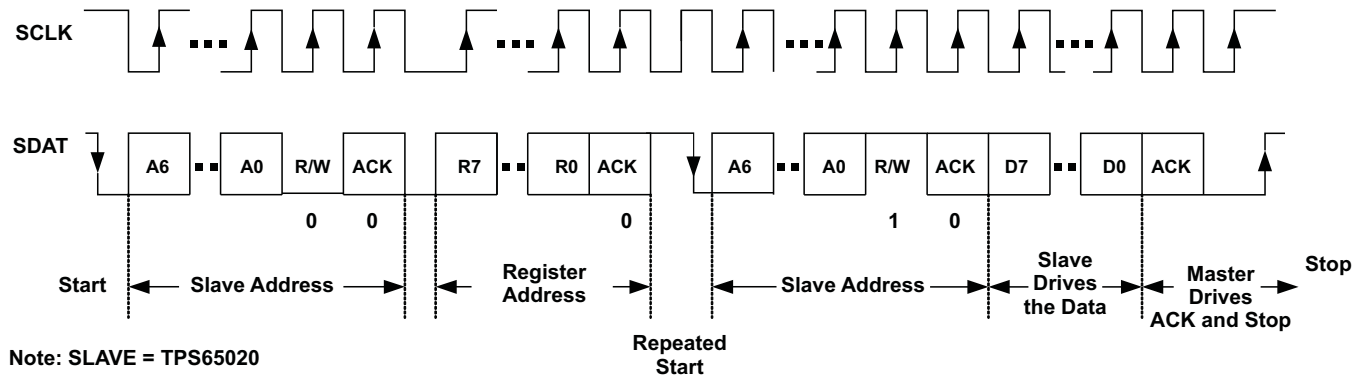 SCLK
SDAT
A6 A0 R/W ACK R7 R0 ACK A6 A0 R/W ACK D7 D0 ACK
0 0 0 1 0
Start
Slave Address
Register
Address
Repeated
Start
Slave Address
Slave
Drives
the Data
Master
Drives
ACK and Stop
Stop
Note: SLAVE = TPS65020